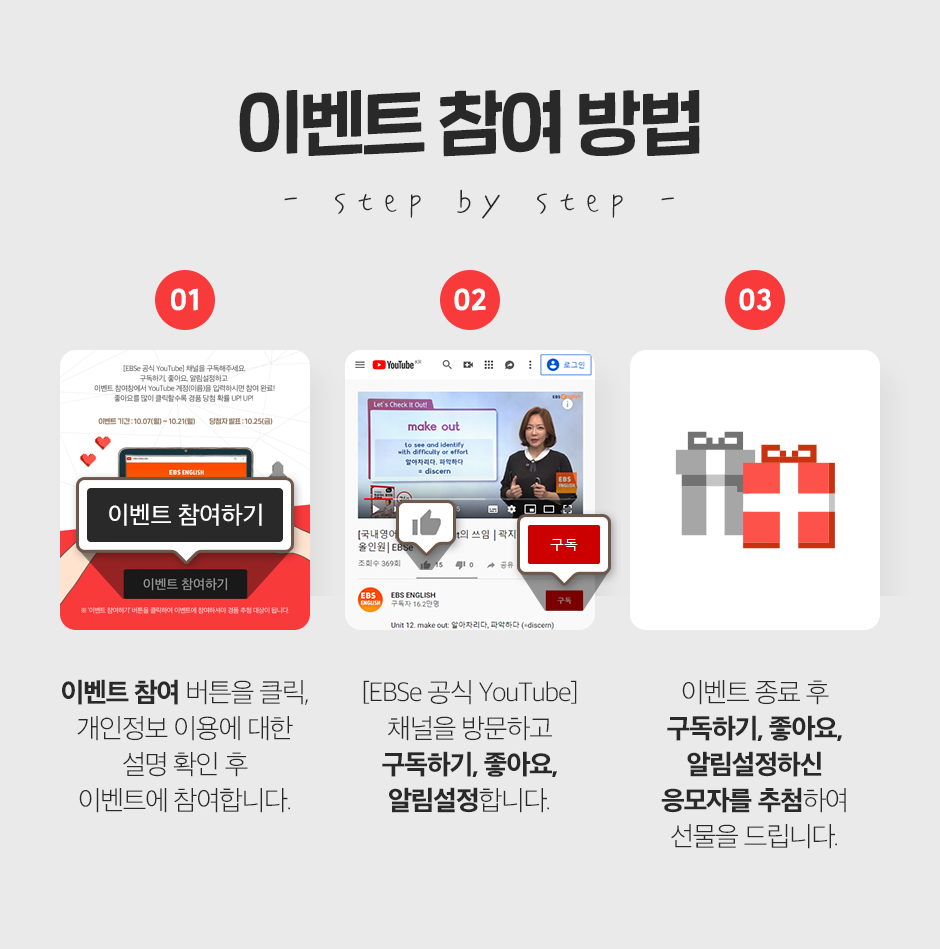 이벤트 참여 방법
- step by step -
01
02
03
[EBSe 공식 YouTube] 채널을 구독해주세요.
구독하기, 좋아요, 알림설정하고
이벤트 참여창에서 YouTube 계정(이름)을 입력하시면 참여 완료!
좋아요를 많이 클릭할수록 경품 당첨 확률 UP! UP!
이벤트 기간 : 10.07(월) ~ 10.21(월) 당첨자 발표 : 10.25(금)
EBS ENGLISH
이벤트 참여하기
이벤트 참여하기
※ '이벤트 참여하기' 버튼을 클릭하여 이벤트에 참여하셔야 경품 추첨 대상이 됩니다.
YouTube KR
로그인
Let's Check It Out!
EBS English
make out
to see and identify
with difficulty or effort
알아차리다, 파악하다
= discern
EBS
ENGLISH
[국내영어
의 쓰임 | 곽지
올인원| EBSe
조회수 369회
15
0
공유
구독
EBS
ENGLISH
EBS ENGLISH
구독자 16.2만명
구독
Unit 12. make out: 알아차리다, 파악하다 (=discern)
이벤트 참여 버튼을 클릭,
개인정보 이용에 대한
설명 확인 후
이벤트에 참여합니다.
[EBSe 공식 YouTube]
채널을 방문하고
구독하기, 좋아요,
알림설정합니다.
이벤트 종료 후
구독하기, 좋아요,
알림설정하신
응모자를 추첨하여
선물을 드립니다.